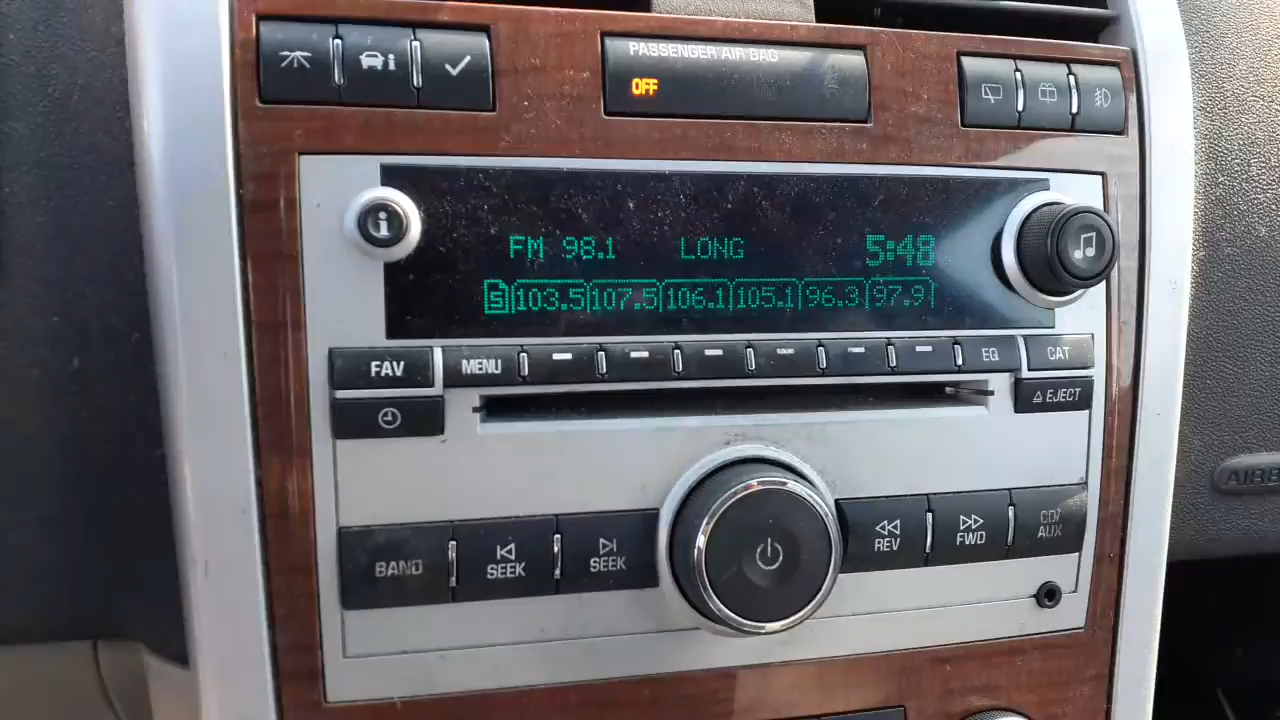 PASSENGER AIR BAG
OFF
FM 98.1 LONG 5:48
5 103.5 107.5 106.1 105.1 96.3 97.9
FAV MENU EQ CAT
EJECT
BAND SEEK SEEK REV FWD CD/AUX